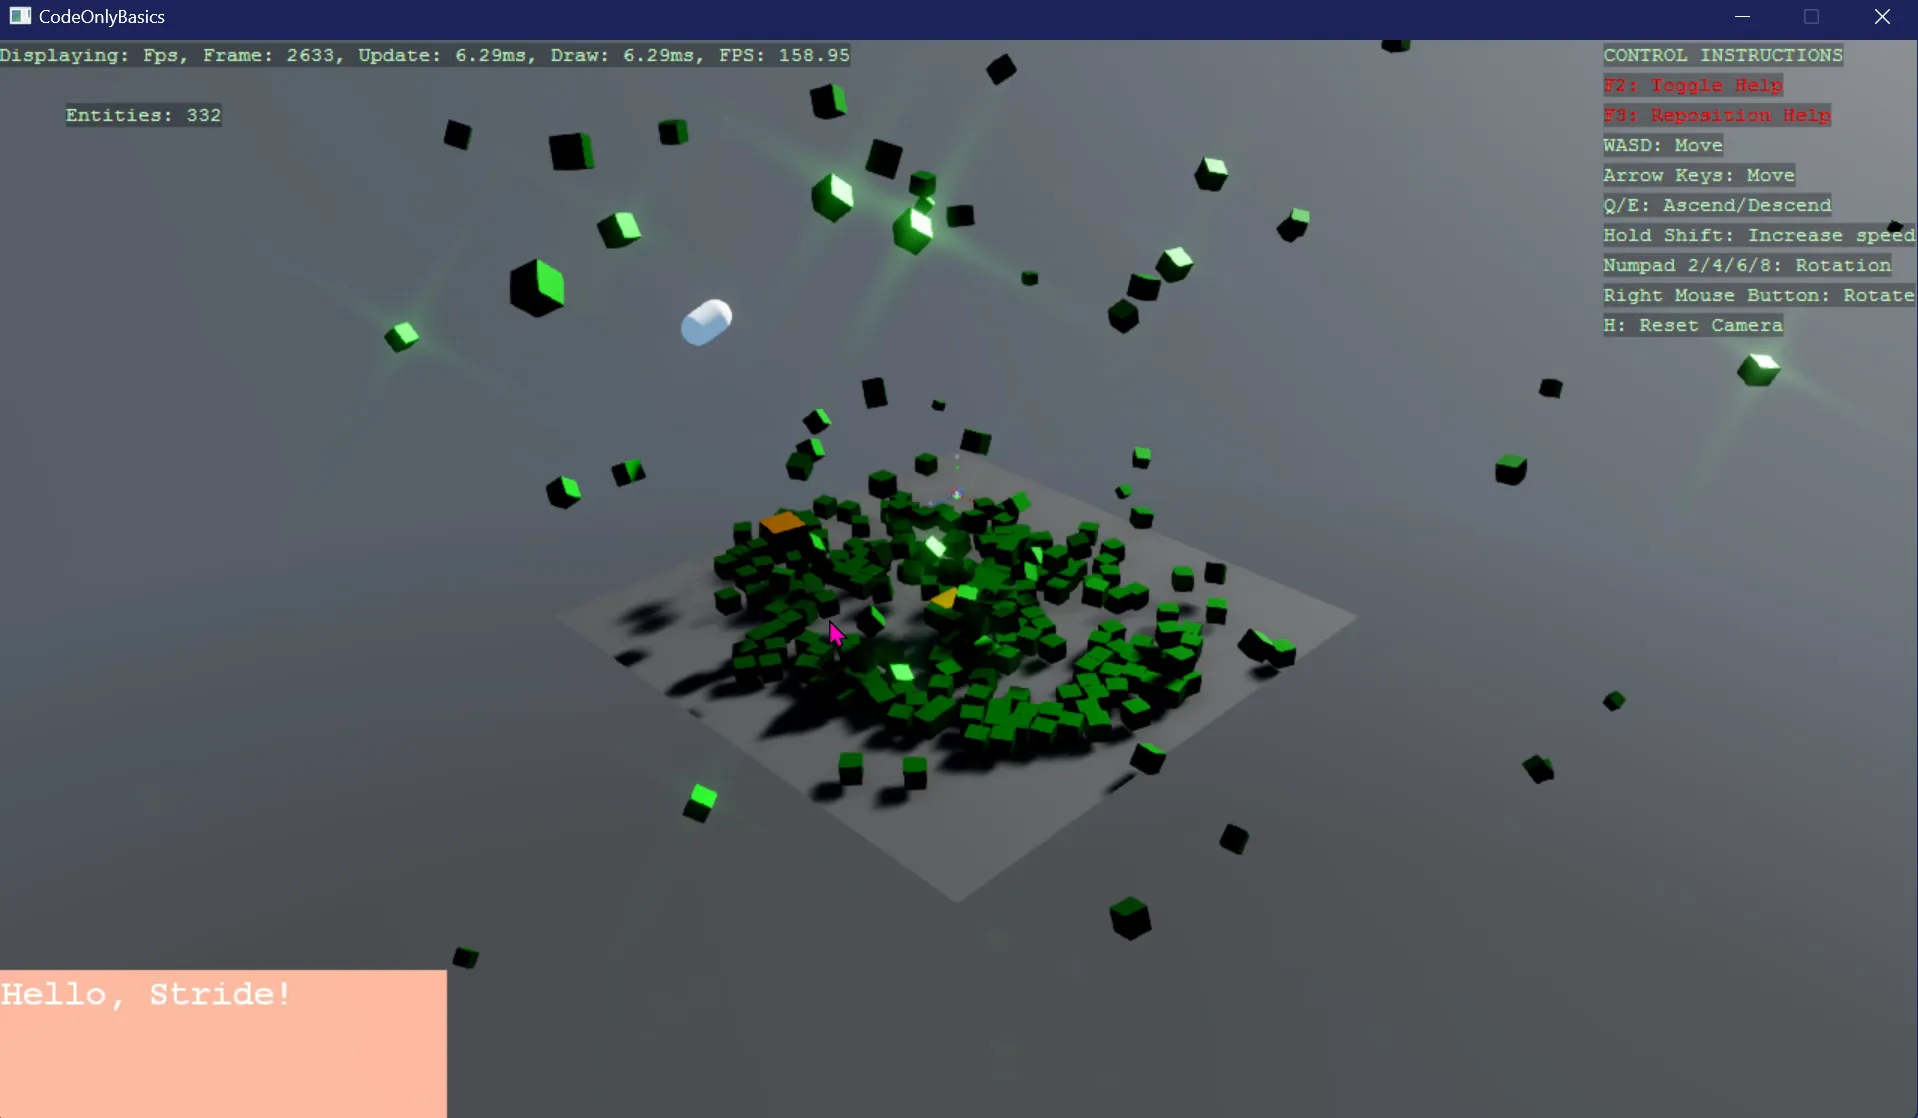 CodeOnlyBasics
Displaying: Fps, Frame: 2633, Update: 6.29ms, Draw: 6.29ms, FPS: 158.95
Entities: 332
CONTROL INSTRUCTIONS
F2: Toggle Help
F3: Reposition Help
WASD: Move
Arrow Keys: Move
Q/E: Ascend/Descend
Hold Shift: Increase speed
Numpad 2/4/6/8: Rotation
Right Mouse Button: Rotate
H: Reset Camera
Hello, Stride!